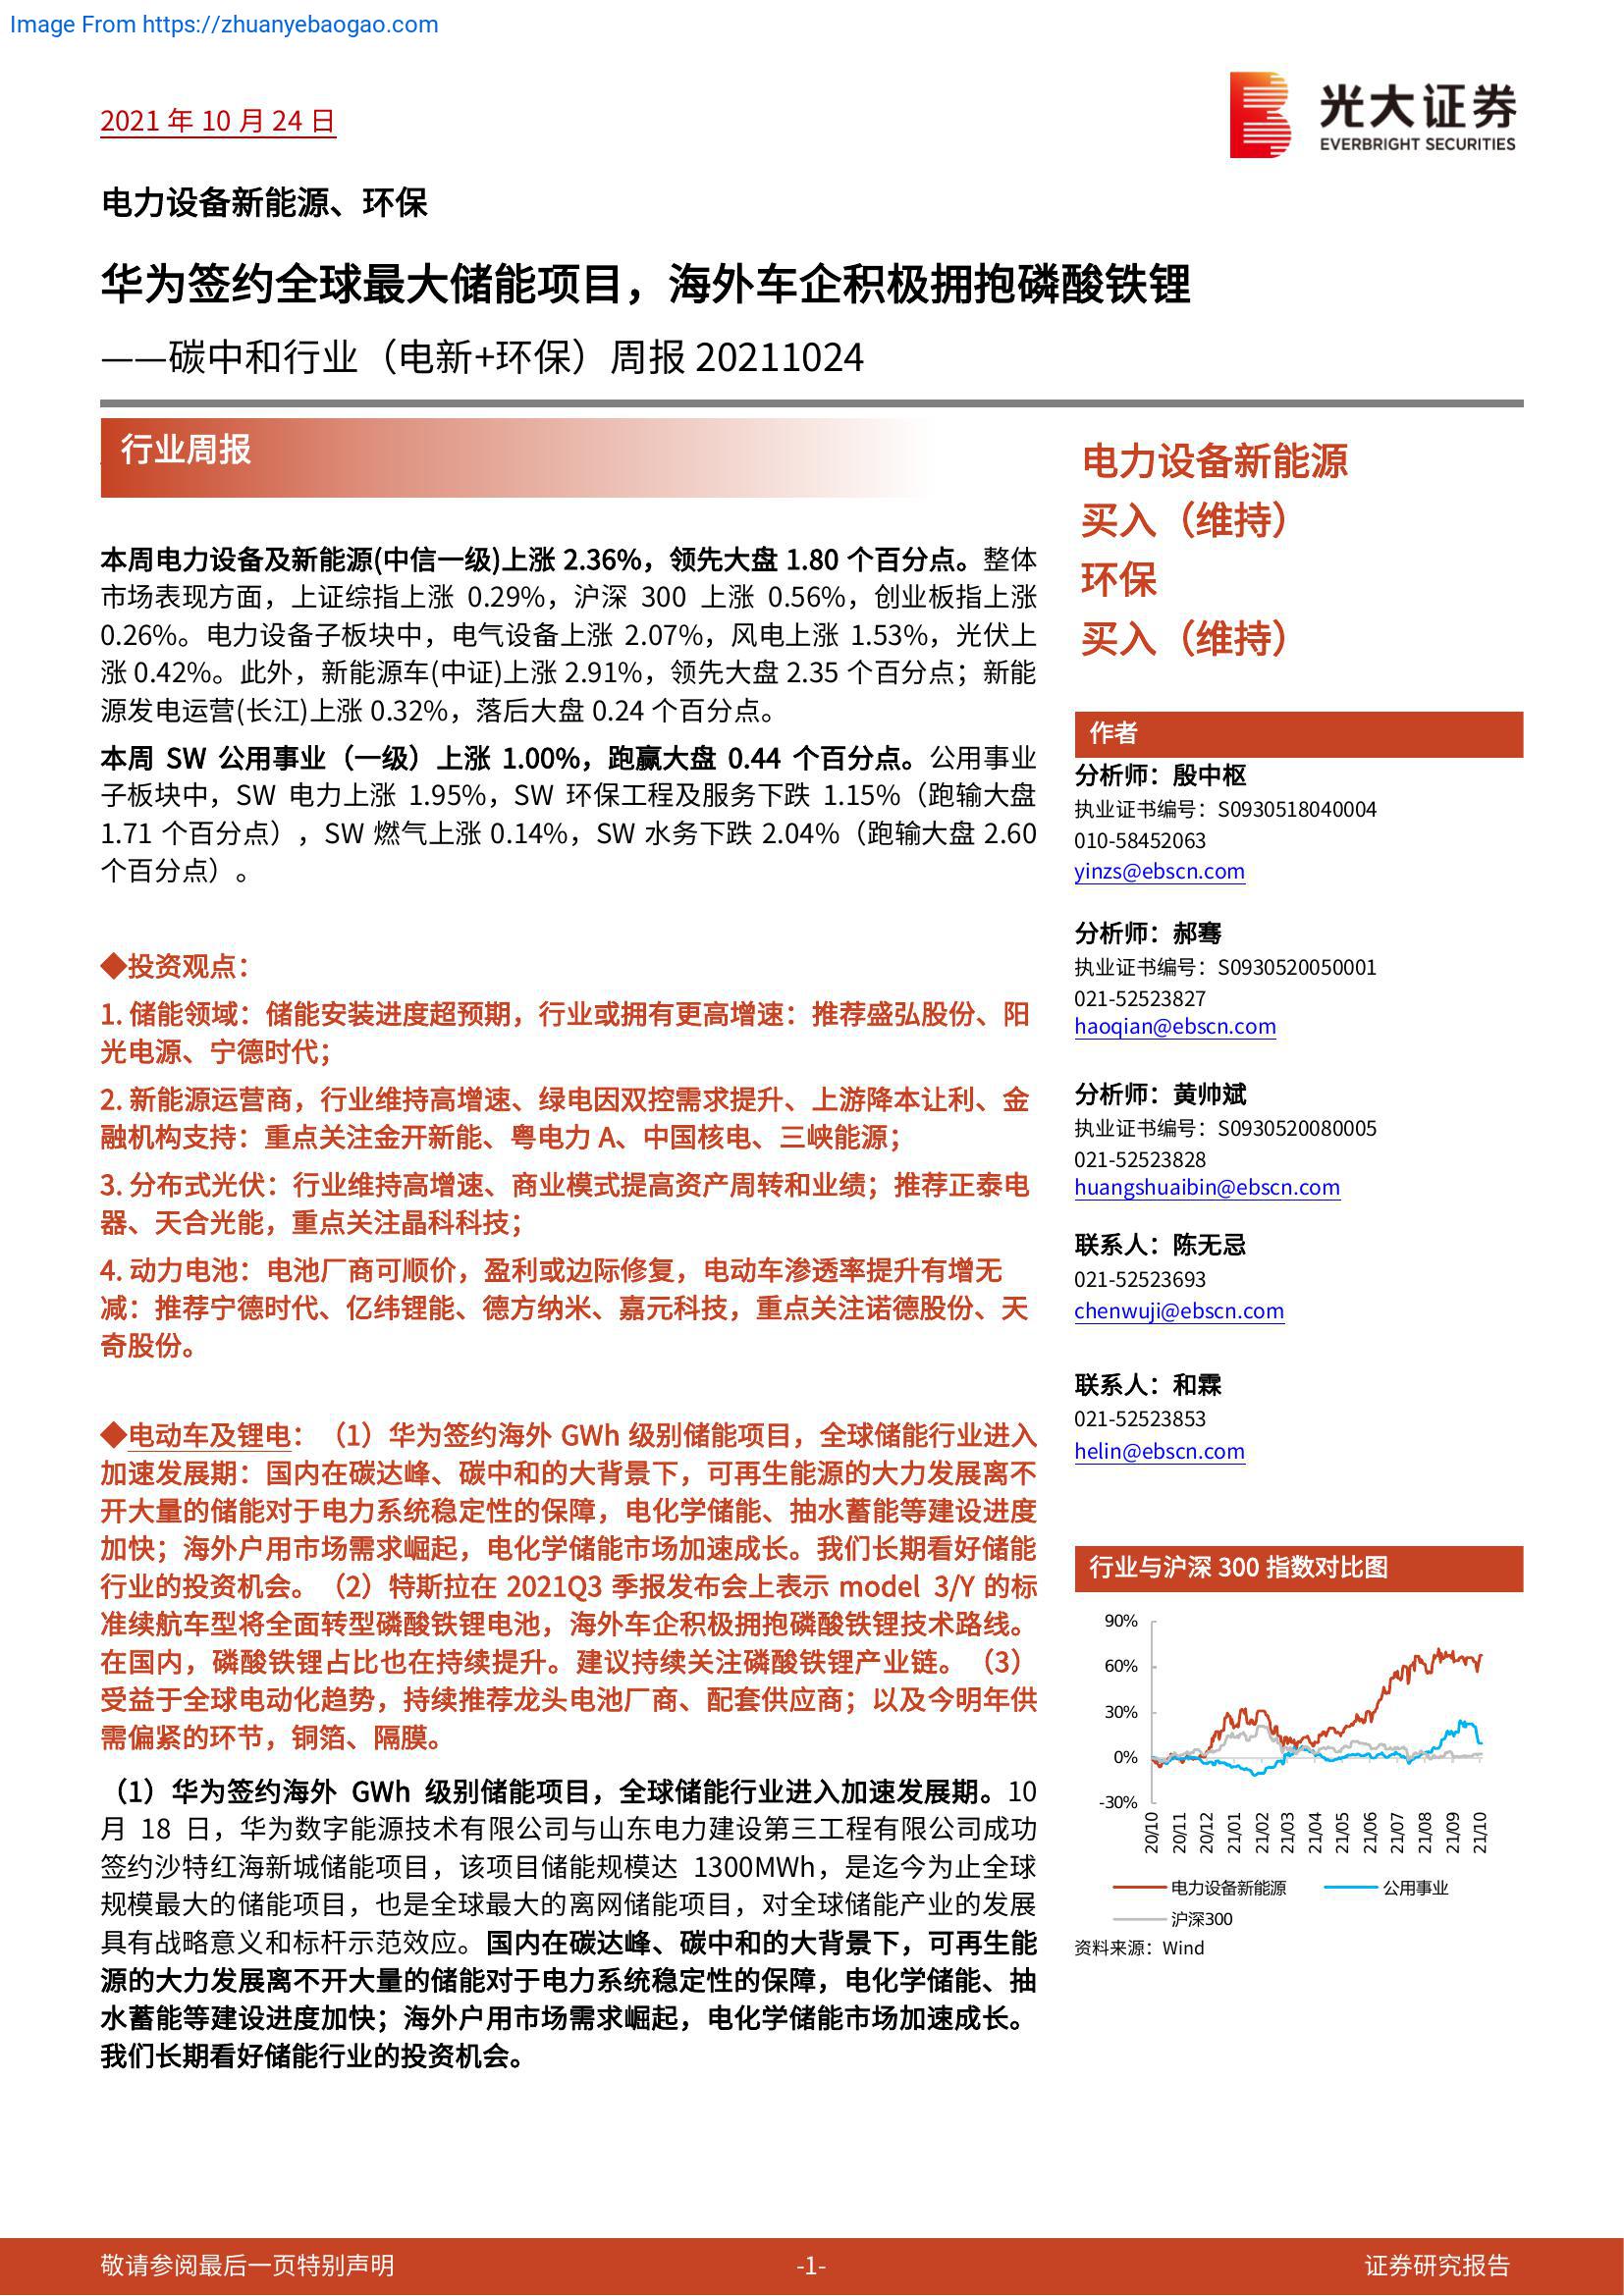 Image From https://zhuanyebaogao.com
2021 年 10 月 24 日
光大证券
EVERBRIGHT SECURITIES
电力设备新能源、环保
华为签约全球最大储能项目，海外车企积极拥抱磷酸铁锂
——碳中和行业（电新+环保）周报 20211024
行业周报
本周电力设备及新能源(中信一级)上涨 2.36%，领先大盘 1.80 个百分点。整体
市场表现方面，上证综指上涨 0.29%，沪深 300 上涨 0.56%，创业板指上涨
0.26%。电力设备子板块中，电气设备上涨 2.07%，风电上涨 1.53%，光伏上
涨 0.42%。此外，新能源车(中证)上涨 2.91%，领先大盘 2.35 个百分点；新能
源发电运营(长江)上涨 0.32%，落后大盘 0.24 个百分点。
本周 SW 公用事业（一级）上涨 1.00%，跑赢大盘 0.44 个百分点。公用事业
子板块中，SW 电力上涨 1.95%，SW 环保工程及服务下跌 1.15%（跑输大盘
1.71 个百分点），SW 燃气上涨 0.14%，SW 水务下跌 2.04%（跑输大盘 2.60
个百分点）。
◆投资观点：
1. 储能领域：储能安装进度超预期，行业或拥有更高增速：推荐盛弘股份、阳
光电源、宁德时代；
2. 新能源运营商，行业维持高增速、绿电因双控需求提升、上游降本让利、金
融机构支持：重点关注金开新能、粤电力 A、中国核电、三峡能源；
3. 分布式光伏：行业维持高增速、商业模式提高资产周转和业绩；推荐正泰电
器、天合光能，重点关注晶科科技；
4. 动力电池：电池厂商可顺价，盈利或边际修复，电动车渗透率提升有增无
减：推荐宁德时代、亿纬锂能、德方纳米、嘉元科技，重点关注诺德股份、天
奇股份。
◆电动车及锂电：（1）华为签约海外 GWh 级别储能项目，全球储能行业进入
加速发展期：国内在碳达峰、碳中和的大背景下，可再生能源的大力发展离不
开大量的储能对于电力系统稳定性的保障，电化学储能、抽水蓄能等建设进度
加快；海外户用市场需求崛起，电化学储能市场加速成长。我们长期看好储能
行业的投资机会。（2）特斯拉在 2021Q3 季报发布会上表示 model 3/Y 的标
准续航车型将全面转型磷酸铁锂电池，海外车企积极拥抱磷酸铁锂技术路线。
在国内，磷酸铁锂占比也在持续提升。建议持续关注磷酸铁锂产业链。（3）
受益于全球电动化趋势，持续推荐龙头电池厂商、配套供应商；以及今明年供
需偏紧的环节，铜箔、隔膜。
（1）华为签约海外 GWh 级别储能项目，全球储能行业进入加速发展期。10
月 18 日，华为数字能源技术有限公司与山东电力建设第三工程有限公司成功
签约沙特红海新城储能项目，该项目储能规模达 1300MWh，是迄今为止全球
规模最大的储能项目，也是全球最大的离网储能项目，对全球储能产业的发展
具有战略意义和标杆示范效应。国内在碳达峰、碳中和的大背景下，可再生能
源的大力发展离不开大量的储能对于电力系统稳定性的保障，电化学储能、抽
水蓄能等建设进度加快；海外户用市场需求崛起，电化学储能市场加速成长。
我们长期看好储能行业的投资机会。
电力设备新能源
买入（维持）
环保
买入（维持）
作者
分析师：殷中枢
执业证书编号：S0930518040004
010-58452063
yinzs@ebscn.com
分析师：郝骞
执业证书编号：S0930520050001
021-52523827
haoqian@ebscn.com
分析师：黄帅斌
执业证书编号：S0930520080005
021-52523828
huangshuaibin@ebscn.com
联系人：陈无忌
021-52523693
chenwuji@ebscn.com
联系人：和霖
021-52523853
helin@ebscn.com
行业与沪深 300 指数对比图
90%
60%
30%
0%
-30%
20/10 20/11 20/12 21/01 21/02 21/03 21/04 21/05 21/06 21/07 21/08 21/09 21/10
电力设备新能源 公用事业
沪深300
资料来源：Wind
敬请参阅最后一页特别声明 -1- 证券研究报告